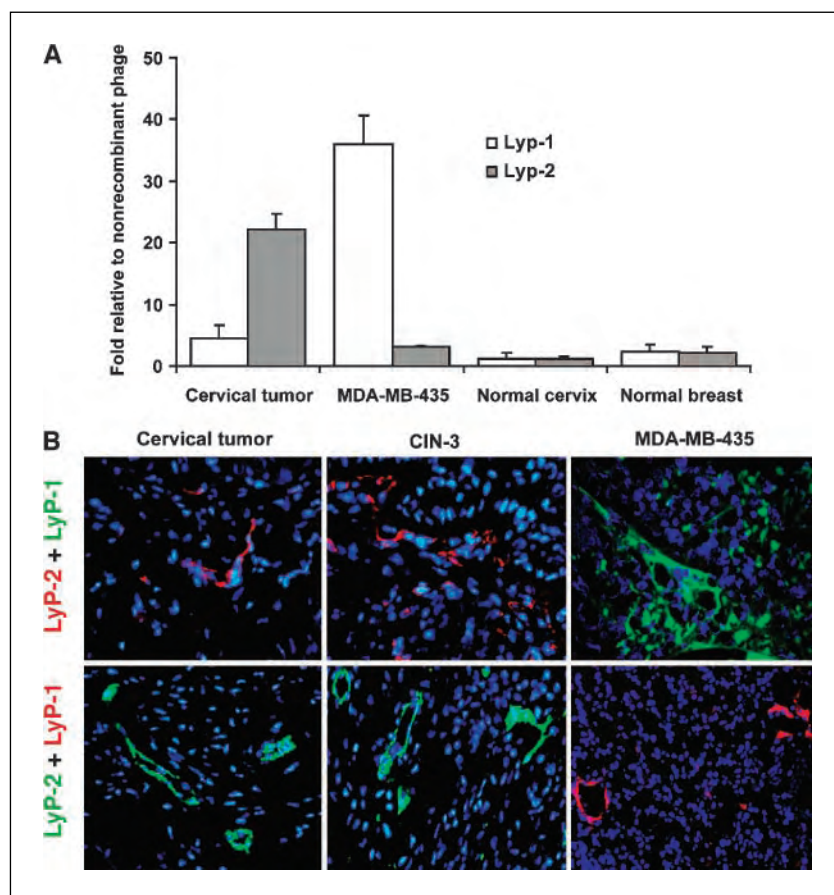 A
Fold relative to nonrecombinant phage
50
40
30
20
10
0
Lyp-1
Lyp-2
Cervical tumor
MDA-MB-435
Normal cervix
Normal breast
B
Cervical tumor
CIN-3
MDA-MB-435
LyP-2 + LyP-1
LyP-2 + LyP-1